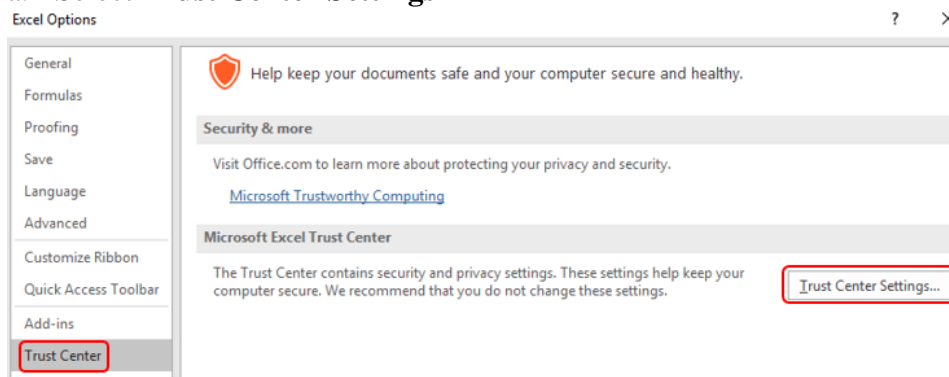 Excel Options
?
General
Formulas
Proofing
Save
Language
Advanced
Customize Ribbon
Quick Access Toolbar
Add-ins
Trust Center
Help keep your documents safe and your computer secure and healthy.
Security & more
Visit Office.com to learn more about protecting your privacy and security.
Microsoft Trustworthy Computing
Microsoft Excel Trust Center
The Trust Center contains security and privacy settings. These settings help keep your
computer secure. We recommend that you do not change these settings.
Trust Center Settings...